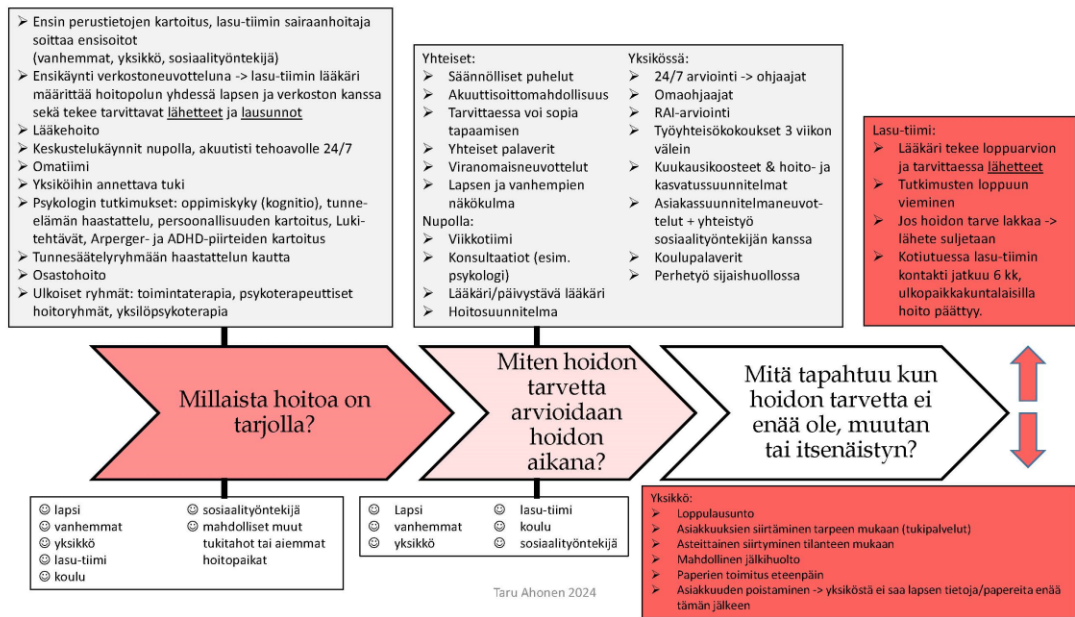 Ensin perustietojen kartoitus, lasu-tiimin sairaanhoitaja
soittaa ensisoitot
(vanhemmat, yksikkö, sosiaalityöntekijä)
Ensikäynti verkostoneuvotteluna -> lasu-tiimin lääkäri
määrittää hoitopolun yhdessä lapsen ja verkoston kanssa
sekä tekee tarvittavat lähetteet ja lausunnot
Lääkehoito
Keskustelukäynnit nupolla, akuutisti tehoavolle 24/7
Omatiimi
Yksiköihin annettava tuki
Psykologin tutkimukset: oppimiskyky (kognitio), tunne-
elämän haastattelu, persoonallisuuden kartoitus, Luki-
tehtävät, Arperger- ja ADHD-piirteiden kartoitus
Tunnesäätelyryhmään haastattelun kautta
Osastohoito
Ulkoiset ryhmät: toimintaterapia, psykoterapeuttiset
hoitoryhmät, yksilöpsykoterapia
Yhteiset:
Säännölliset puhelut
Akuuttisoittomahdollisuus
Tarvittaessa voi sopia
tapaamisen
Yhteiset palaverit
Viranomaisneuvottelut
Lapsen ja vanhempien
näkökulma
Nupolla:
Viikkotiimi
Konsultaatiot (esim.
psykologi)
Lääkäri/päivystävä lääkäri
Hoitosuunnitelma
Yksikössä:
24/7 arviointi -> ohjaajat
Omaohjaajat
RAI-arviointi
Työyhteisökokoukset 3 viikon
välein
Kuukausikoosteet & hoito- ja
kasvatussuunnitelmat
Asiakassuunnitelmaneuvot-
telut + yhteistyö
sosiaalityöntekijän kanssa
Koulupalaverit
Perhetyö sijaishuollossa
Lasu-tiimi:
Lääkäri tekee loppuarvion
ja tarvittaessa lähetteet
Tutkimusten loppuun
vieminen
Jos hoidon tarve lakkaa ->
lähete suljetaan
Kotiutuessa lasu-tiimin
kontakti jatkuu 6 kk,
ulkopaikkakuntalaisilla
hoito päättyy.
Millaista hoitoa on
tarjolla?
Miten hoidon
tarvetta
arvioidaan
hoidon
aikana?
Mitä tapahtuu kun
hoidon tarvetta ei
enää ole, muutan
tai itsenäistyn?
lapsi
vanhemmat
yksikkö
lasu-tiimi
koulu
sosiaalityöntekijä
mahdolliset muut
tukitahot tai aiemmat
hoitopaikat
Lapsi
vanhemmat
yksikkö
lasu-tiimi
koulu
sosiaalityöntekijä
Yksikkö:
Loppulausunto
Asiakkuuksien siirtäminen tarpeen mukaan (tukipalvelut)
Asteittainen siirtyminen tilanteen mukaan
Mahdollinen jälkihuolto
Paperien toimitus eteenpäin
Asiakkuuden poistaminen -> yksiköstä ei saa lapsen tietoja/papereita enää
tämän jälkeen
Taru Ahonen 2024